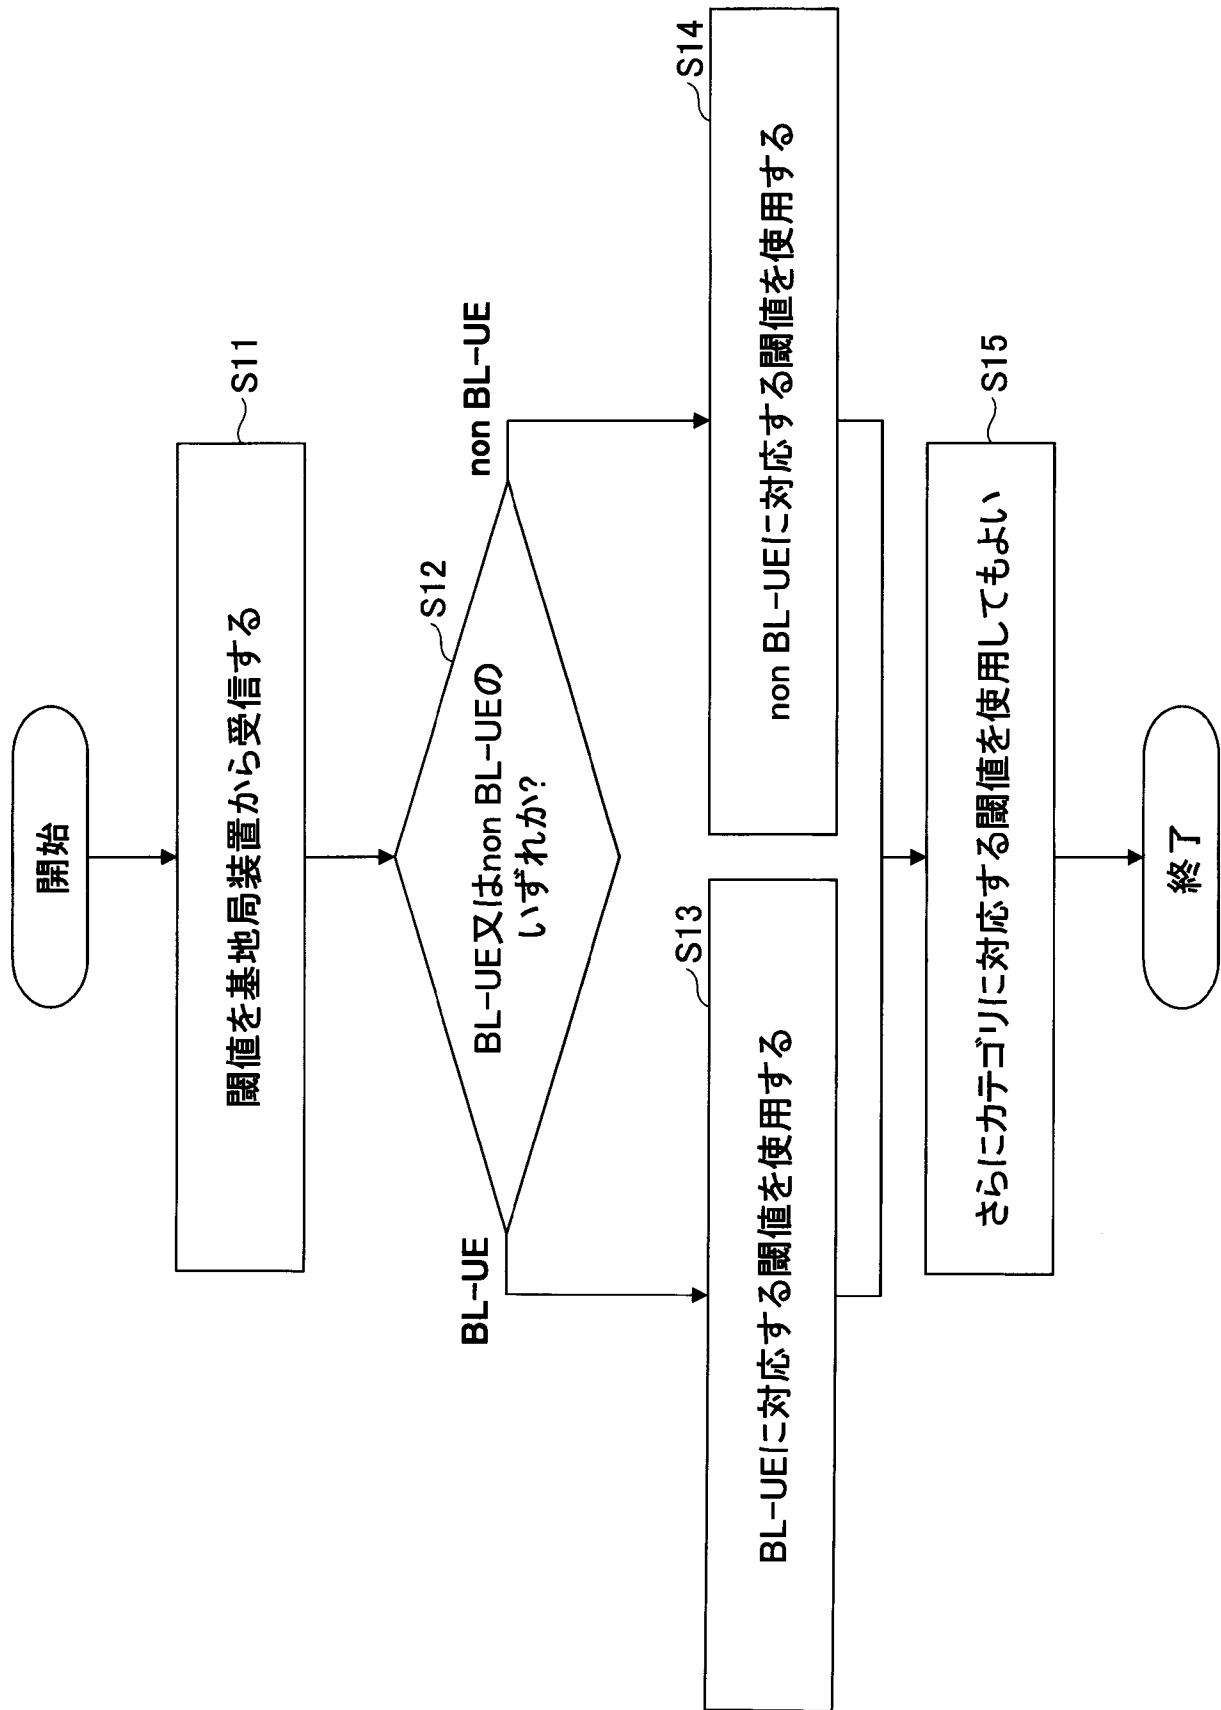 開始
S11
閾値を基地局装置から受信する
S12
BL-UE又はnon BL-UEの
いずれか?
BL-UE
non BL-UE
S13
BL-UEに対応する閾値を使用する
S14
non BL-UEに対応する閾値を使用する
S15
さらにカテゴリに対応する閾値を使用してもよい
終了